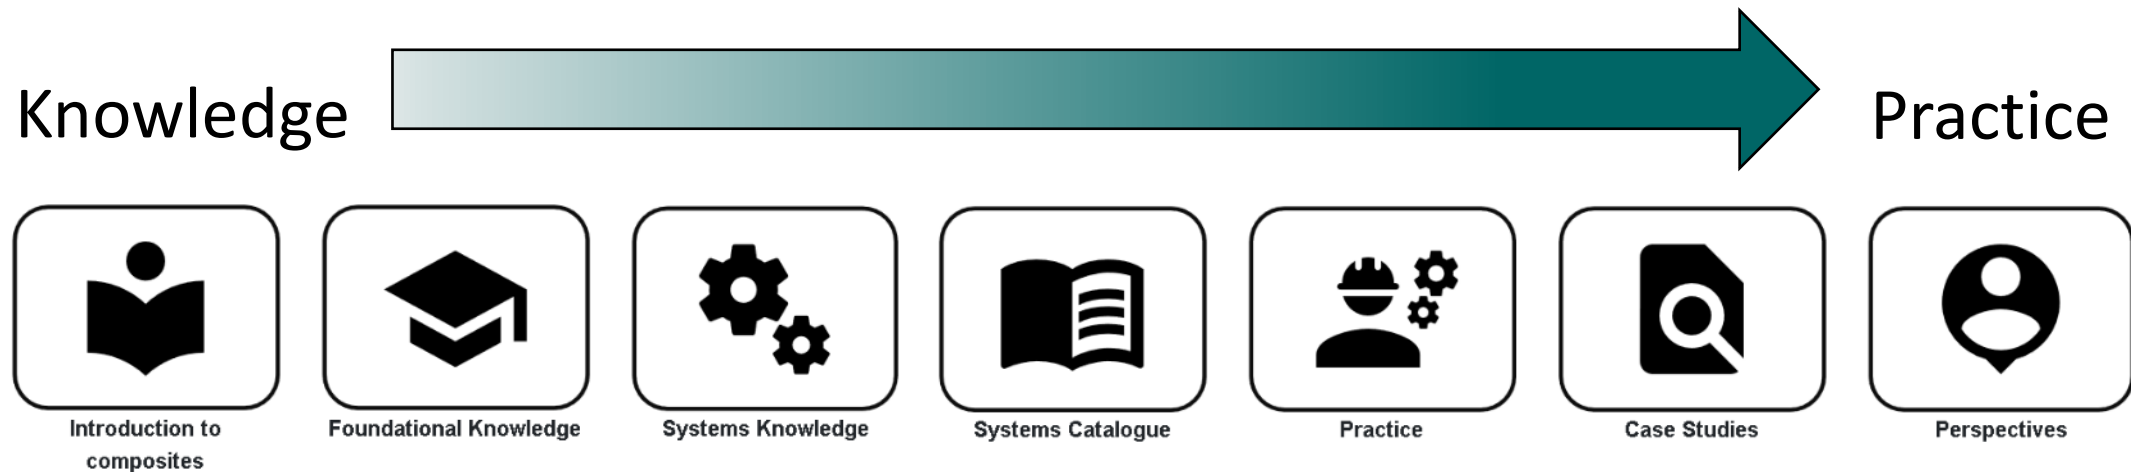 Knowledge
Practice
Introduction to
composites
Foundational Knowledge
Systems Knowledge
Systems Catalogue
Practice
Case Studies
Perspectives